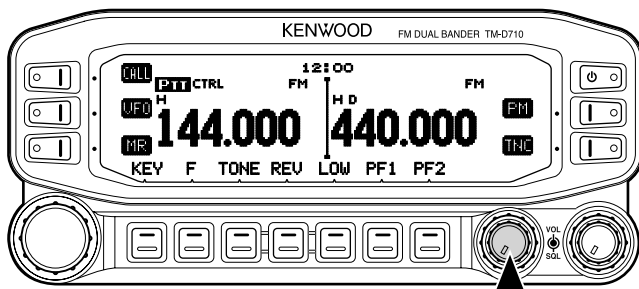 KENWOOD FM DUAL BANDER TM-D710
CALL 12:00
PTT CTRL FM FM
VFO H H D PM
144.000 440.000
MR TNC
KEY F TONE REV LOW PF1 PF2
VOL
SQL